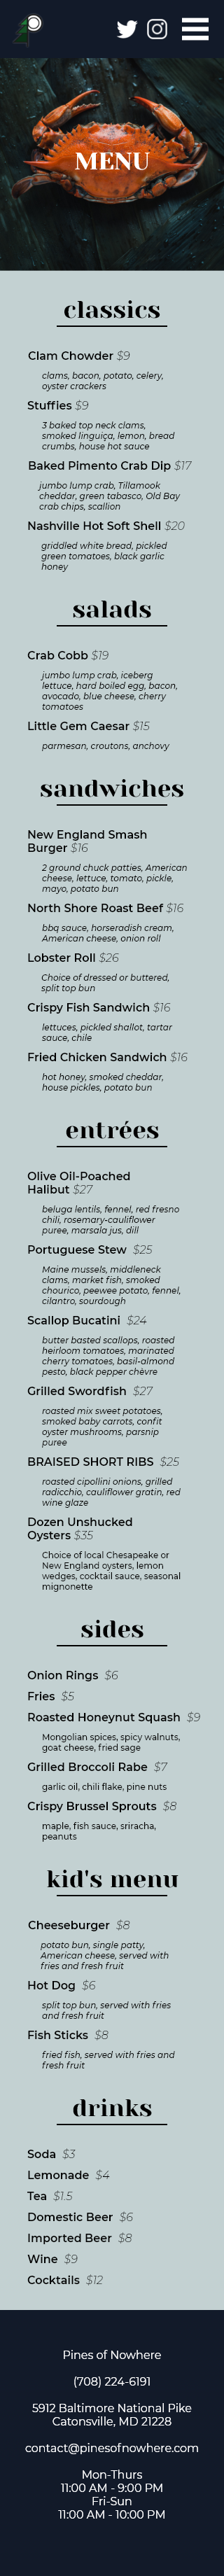 MENU
classics
Clam Chowder $9
clams, bacon, potato, celery,
oyster crackers
Stuffies $9
3 baked top neck clams,
smoked linguiça, lemon, bread
crumbs, house hot sauce
Baked Pimento Crab Dip $17
jumbo lump crab, Tillamook
cheddar, green tabasco, Old Bay
crab chips, scallion
Nashville Hot Soft Shell $20
griddled white bread, pickled
green tomatoes, black garlic
honey
salads
Crab Cobb $19
jumbo lump crab, iceberg
lettuce, hard boiled egg, bacon,
avocado, blue cheese, cherry
tomatoes
Little Gem Caesar $15
parmesan, croutons, anchovy
sandwiches
New England Smash
Burger $16
2 ground chuck patties, American
cheese, lettuce, tomato, pickle,
mayo, potato bun
North Shore Roast Beef $16
bbq sauce, horseradish cream,
American cheese, onion roll
Lobster Roll $26
Choice of dressed or buttered,
split top bun
Crispy Fish Sandwich $16
lettuces, pickled shallot, tartar
sauce, chile
Fried Chicken Sandwich $16
hot honey, smoked cheddar,
house pickles, potato bun
entrées
Olive Oil-Poached
Halibut $27
beluga lentils, fennel, red fresno
chili, rosemary-cauliflower
puree, marsala jus, dill
Portuguese Stew $25
Maine mussels, middleneck
clams, market fish, smoked
chourico, peewee potato, fennel,
cilantro, sourdough
Scallop Bucatini $24
butter basted scallops, roasted
heirloom tomatoes, marinated
cherry tomatoes, basil-almond
pesto, black pepper chèvre
Grilled Swordfish $27
roasted mix sweet potatoes,
smoked baby carrots, confit
oyster mushrooms, parsnip
puree
BRAISED SHORT RIBS $25
roasted cipollini onions, grilled
radicchio, cauliflower gratin, red
wine glaze
Dozen Unshucked
Oysters $35
Choice of local Chesapeake or
New England oysters, lemon
wedges, cocktail sauce, seasonal
mignonette
sides
Onion Rings $6
Fries $5
Roasted Honeynut Squash $9
Mongolian spices, spicy walnuts,
goat cheese, fried sage
Grilled Broccoli Rabe $7
garlic oil, chili flake, pine nuts
Crispy Brussel Sprouts $8
maple, fish sauce, sriracha,
peanuts
kid's menu
Cheeseburger $8
potato bun, single patty,
American cheese, served with
fries and fresh fruit
Hot Dog $6
split top bun, served with fries
and fresh fruit
Fish Sticks $8
fried fish, served with fries and
fresh fruit
drinks
Soda $3
Lemonade $4
Tea $1.5
Domestic Beer $6
Imported Beer $8
Wine $9
Cocktails $12
Pines of Nowhere
(708) 224-6191
5912 Baltimore National Pike
Catonsville, MD 21228
contact@pinesofnowhere.com
Mon-Thurs
11:00 AM - 9:00 PM
Fri-Sun
11:00 AM - 10:00 PM